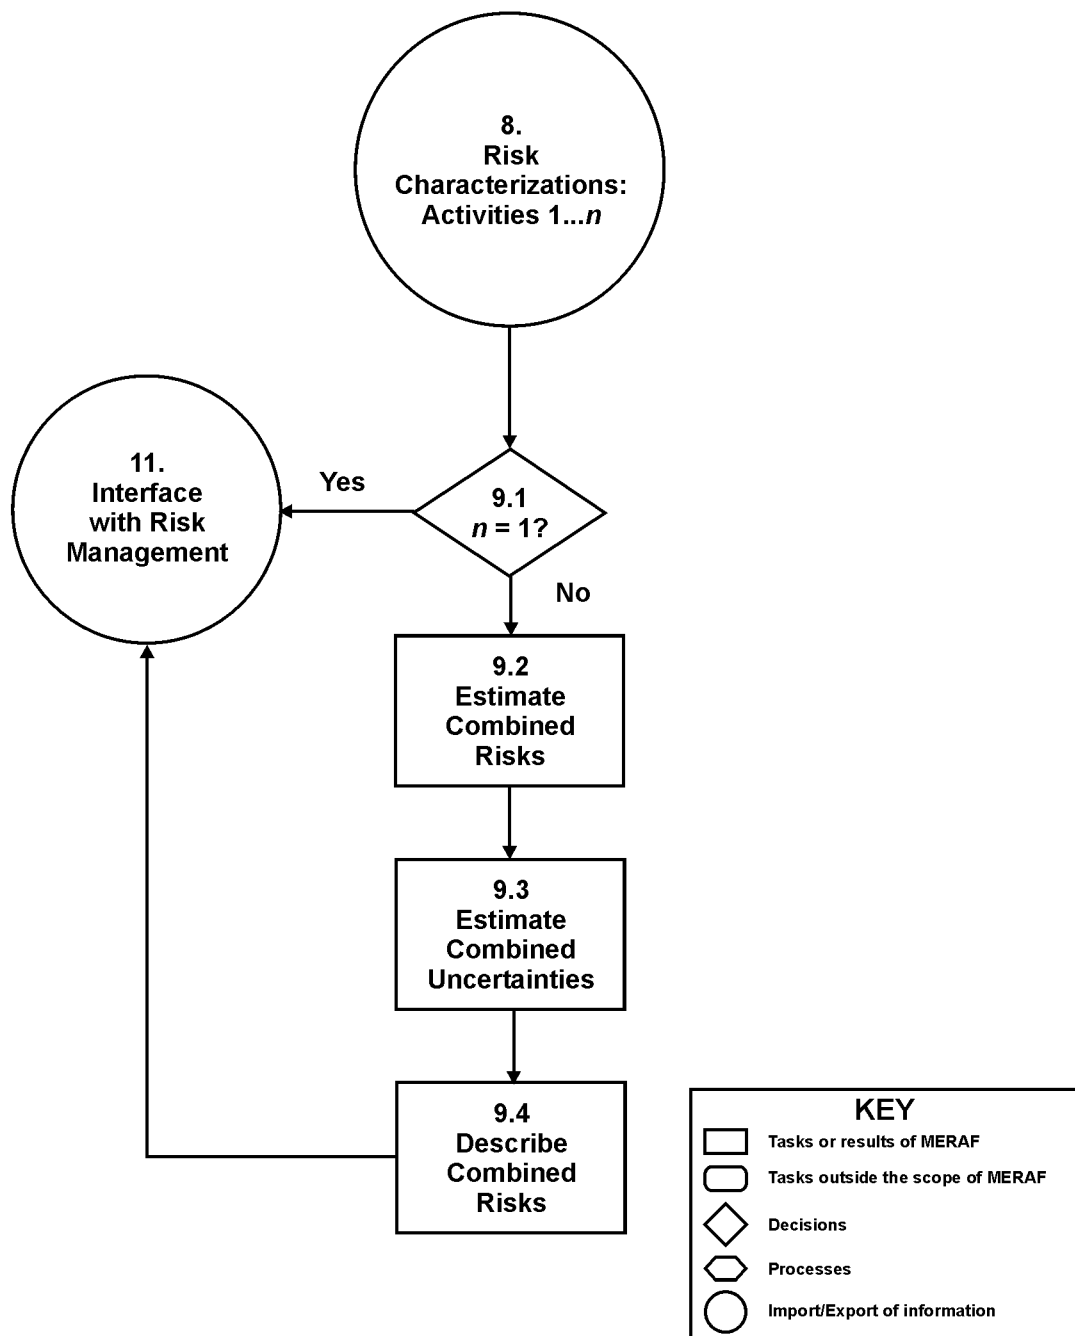 8.
Risk
Characterizations:
Activities 1...n
11.
Interface
with Risk
Management
Yes
9.1
n = 1?
No
9.2
Estimate
Combined
Risks
9.3
Estimate
Combined
Uncertainties
9.4
Describe
Combined
Risks
KEY
Tasks or results of MERAF
Tasks outside the scope of MERAF
Decisions
Processes
Import/Export of information